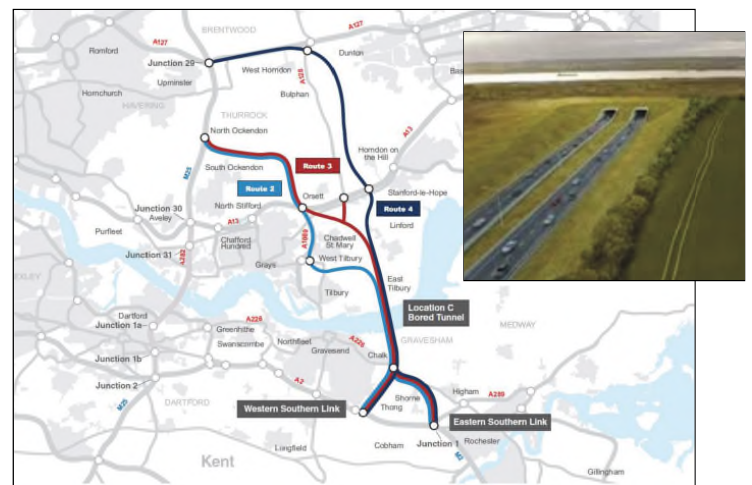 BRENTWOOD
A127
Romford
A127
Junction 29
Dunton
Upminster
West Horndon
A128
Hornchurch
Bulphan
HAVERING
THURROCK
A13
North Ockendon
Horndon
on
the Hill
Route 3
M25
South Ockendon
Route 2
Orsett
Stanford-le-Hope
Route 4
Junction 30
North Stifford
Aveley
A13
Linford
Purfleet
Chafford
Hundred
A1089
Chadwell
St Mary
Junction 31
A282
Grays
West Tilbury
East
Tilbury
Tilbury
Location C
Bored Tunnel
Dartford
A226
MEDWAY
Junction 1a
Greenhithe
GRAVESHAM
Northfleet
A226
Swanscombe
Gravesend
Chalk
Junction 1b
A2
Higham
A289
Junction 2
Shorne
M25
DARTFORD
Western Southern Link
Thong
Eastern Southern Link
Junction 1
Rochester
Cobham
Longfield
M2
Kent
Gillingham